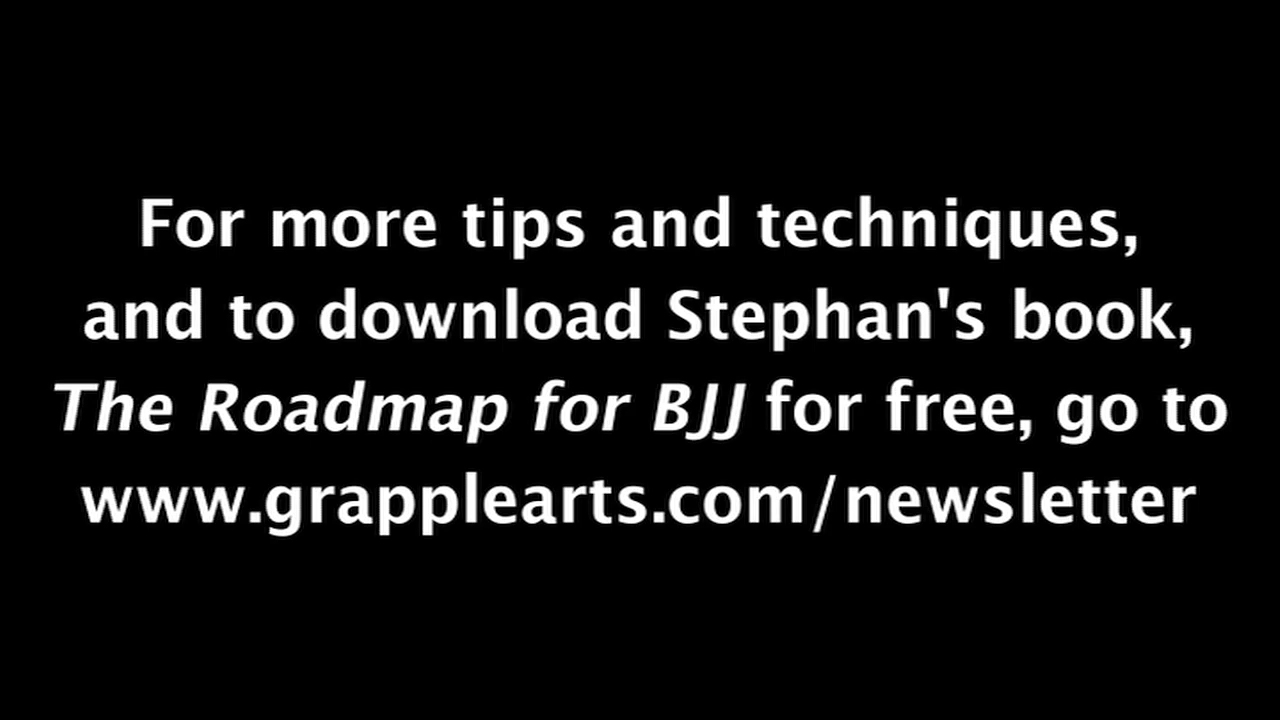 For more tips and techniques,
and to download Stephan's book,
The Roadmap for BJJ for free, go to
www.grapplearts.com/newsletter